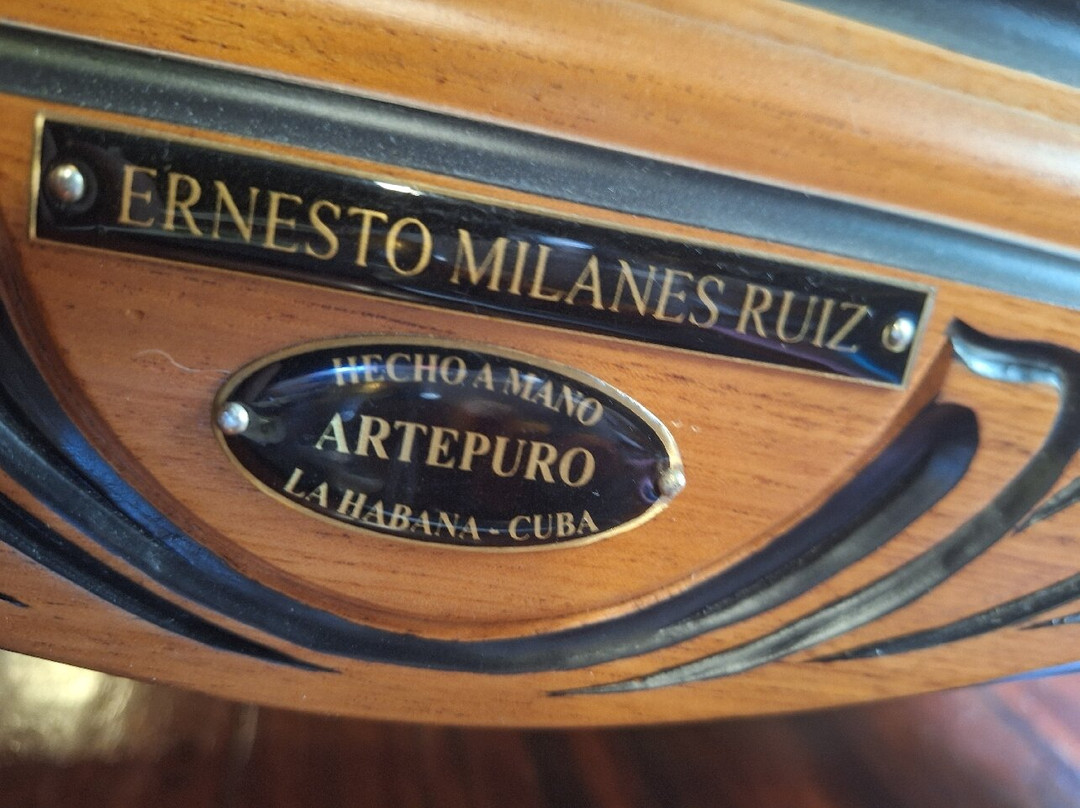 ERNESTO MILANES RUIZ
HECHO A MANO
ARTEPURO
LA HABANA - CUBA